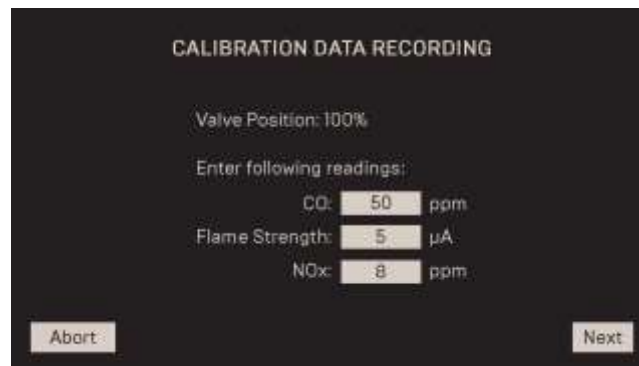 CALIBRATION DATA RECORDING
Valve Position: 100%
Enter following readings:
CO: 50 ppm
Flame Strength: 5 µA
NOx: 8 ppm
Abort Next